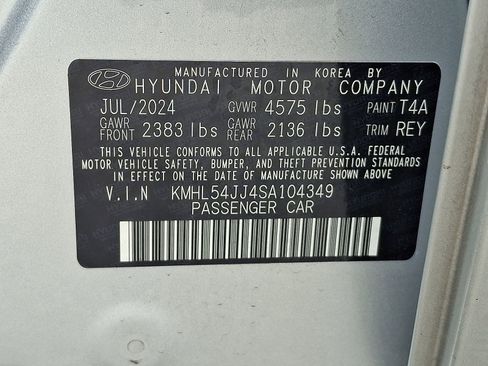 MANUFACTURED IN KOREA BY
HYUNDAI MOTOR COMPANY
JUL/2024 GVWR 4575 lbs PAINT T4A
GAWR FRONT 2383 lbs GAWR REAR 2136 lbs TRIM REY
THIS VEHICLE CONFORMS TO ALL APPLICABLE U.S.A. FEDERAL
MOTOR VEHICLE SAFETY, BUMPER, AND THEFT PREVENTION STANDARDS
IN EFFECT ON THE DATE OF MANUFACTURE SHOWN ABOVE.
V.I.N KMHL54JJ4SA104349
PASSENGER CAR